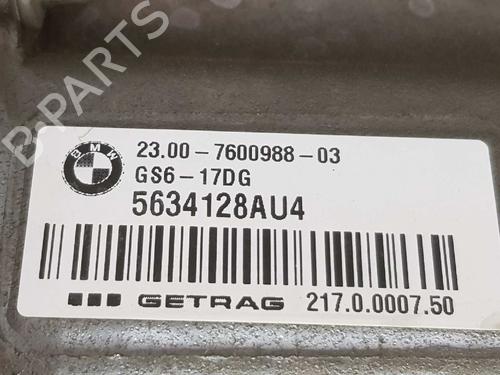 B-PARTS
BMW
23.00-7600988-03
GS6-17DG
5634128AU4
GETRAG 217.0.0007.50